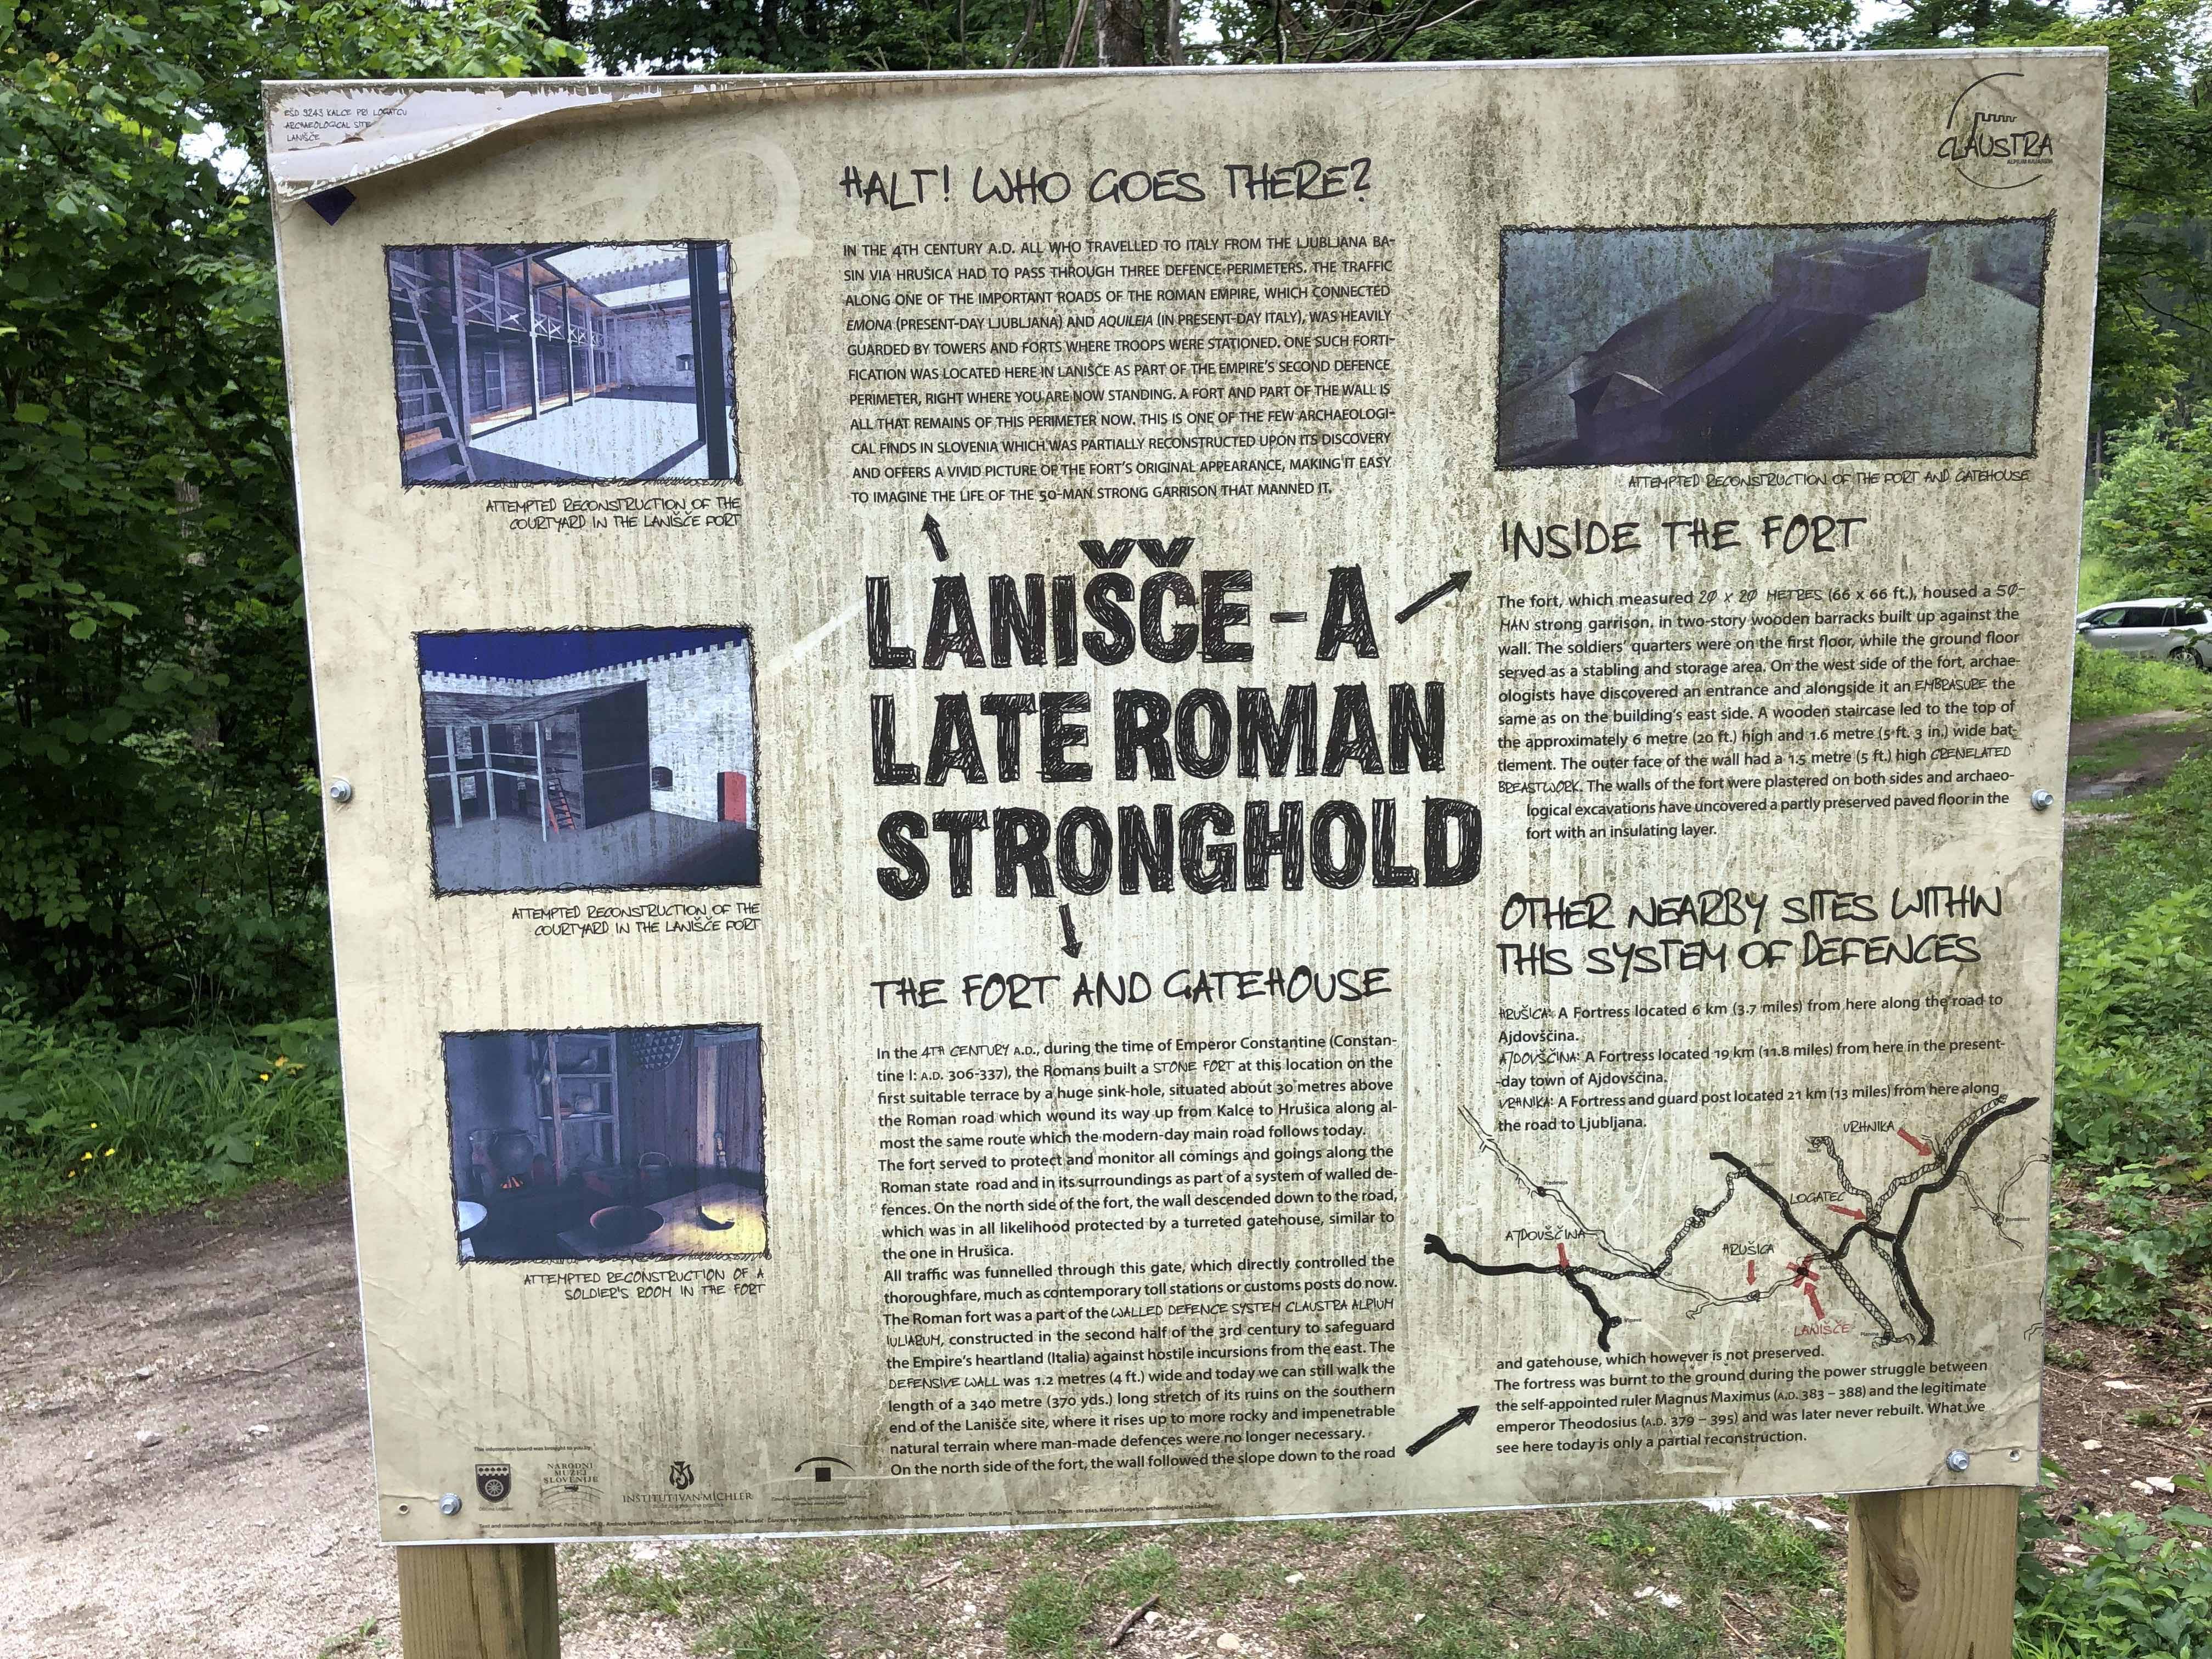 EŠD 9243 KALCE PRI LOGATCU
ARCHAEOLOGICAL SITE
LANIŠČE
CLAUSTRA
ALPIUM IULIARUM
HALT! WHO GOES THERE?
IN THE 4TH CENTURY A.D. ALL WHO TRAVELLED TO ITALY FROM THE LJUBLJANA BA-
SIN VIA HRUŠICA HAD TO PASS THROUGH THREE DEFENCE PERIMETERS. THE TRAFFIC
ALONG ONE OF THE IMPORTANT ROADS OF THE ROMAN EMPIRE, WHICH CONNECTED
EMONA (PRESENT-DAY LJUBLJANA) AND AQUILEIA (IN PRESENT-DAY ITALY), WAS HEAVILY
GUARDED BY TOWERS AND FORTS WHERE TROOPS WERE STATIONED. ONE SUCH FORTI-
FICATION WAS LOCATED HERE IN LANIŠČE AS PART OF THE EMPIRE'S SECOND DEFENCE
PERIMETER, RIGHT WHERE YOU ARE NOW STANDING. A FORT AND PART OF THE WALL IS
ALL THAT REMAINS OF THIS PERIMETER NOW. THIS IS ONE OF THE FEW ARCHAEOLOGI-
CAL FINDS IN SLOVENIA WHICH WAS PARTIALLY RECONSTRUCTED UPON ITS DISCOVERY
AND OFFERS A VIVID PICTURE OF THE FORT'S ORIGINAL APPEARANCE, MAKING IT EASY
TO IMAGINE THE LIFE OF THE 50-MAN STRONG GARRISON THAT MANNED IT.
ATTEMPTED RECONSTRUCTION OF THE
COURTYARD IN THE LANIŠČE FORT
ATTEMPTED RECONSTRUCTION OF THE
COURTYARD IN THE LANIŠČE FORT
ATTEMPTED RECONSTRUCTION OF A
SOLDIER'S ROOM IN THE FORT
LANIŠČE - A
LATE ROMAN
STRONGHOLD
THE FORT AND GATEHOUSE
In the 4TH CENTURY A.D., during the time of Emperor Constantine (Constan-
tine I: A.D. 306-337), the Romans built a STONE FORT at this location on the
first suitable terrace by a huge sink-hole, situated about 30 metres above
the Roman road which wound its way up from Kalce to Hrušica along al-
most the same route which the modern-day main road follows today.
The fort served to protect and monitor all comings and goings along the
Roman state road and in its surroundings as part of a system of walled de-
fences. On the north side of the fort, the wall descended down to the road,
which was in all likelihood protected by a turreted gatehouse, similar to
the one in Hrušica.
All traffic was funnelled through this gate, which directly controlled the
thoroughfare, much as contemporary toll stations or customs posts do now.
The Roman fort was a part of the WALLED DEFENCE SYSTEM CLAUSTRA ALPIUM
IULIARUM, constructed in the second half of the 3rd century to safeguard
the Empire's heartland (Italia) against hostile incursions from the east. The
DEFENSIVE WALL was 1.2 metres (4 ft.) wide and today we can still walk the
length of a 340 metre (370 yds.) long stretch of its ruins on the southern
end of the Lanišče site, where it rises up to more rocky and impenetrable
natural terrain where man-made defences were no longer necessary.
On the north side of the fort, the wall followed the slope down to the road
ATTEMPTED RECONSTRUCTION OF THE FORT AND GATEHOUSE
INSIDE THE FORT
The fort, which measured 20 x 20 METRES (66 x 66 ft.), housed a 50-
MAN strong garrison, in two-story wooden barracks built up against the
wall. The soldiers' quarters were on the first floor, while the ground floor
served as a stabling and storage area. On the west side of the fort, archae-
ologists have discovered an entrance and alongside it an EMBRASURE the
same as on the building's east side. A wooden staircase led to the top of
the approximately 6 metre (20 ft.) high and 1.6 metre (5 ft. 3 in.) wide bat-
tlement. The outer face of the wall had a 1.5 metre (5 ft.) high CRENELATED
BREASTWORK. The walls of the fort were plastered on both sides and archaeo-
logical excavations have uncovered a partly preserved paved floor in the
fort with an insulating layer.
OTHER NEARBY SITES WITHIN
THIS SYSTEM OF DEFENCES
HRUŠICA: A Fortress located 6 km (3.7 miles) from here along the road to
Ajdovščina.
AJDOVŠČINA: A Fortress located 19 km (11.8 miles) from here in the present-
-day town of Ajdovščina.
VRHNIKA: A Fortress and guard post located 21 km (13 miles) from here along
the road to Ljubljana.
VRHNIKA
LOGATEC
AJDOVŠČINA
HRUŠICA
LANIŠČE
and gatehouse, which however is not preserved.
The fortress was burnt to the ground during the power struggle between
the self-appointed ruler Magnus Maximus (A.D. 383 – 388) and the legitimate
emperor Theodosius (A.D. 379 – 395) and was later never rebuilt. What we
see here today is only a partial reconstruction.
This information board was brought to you by:
NARODNI
MUZEJ
SLOVENIJE
INSTITUT IVAN MICHLER